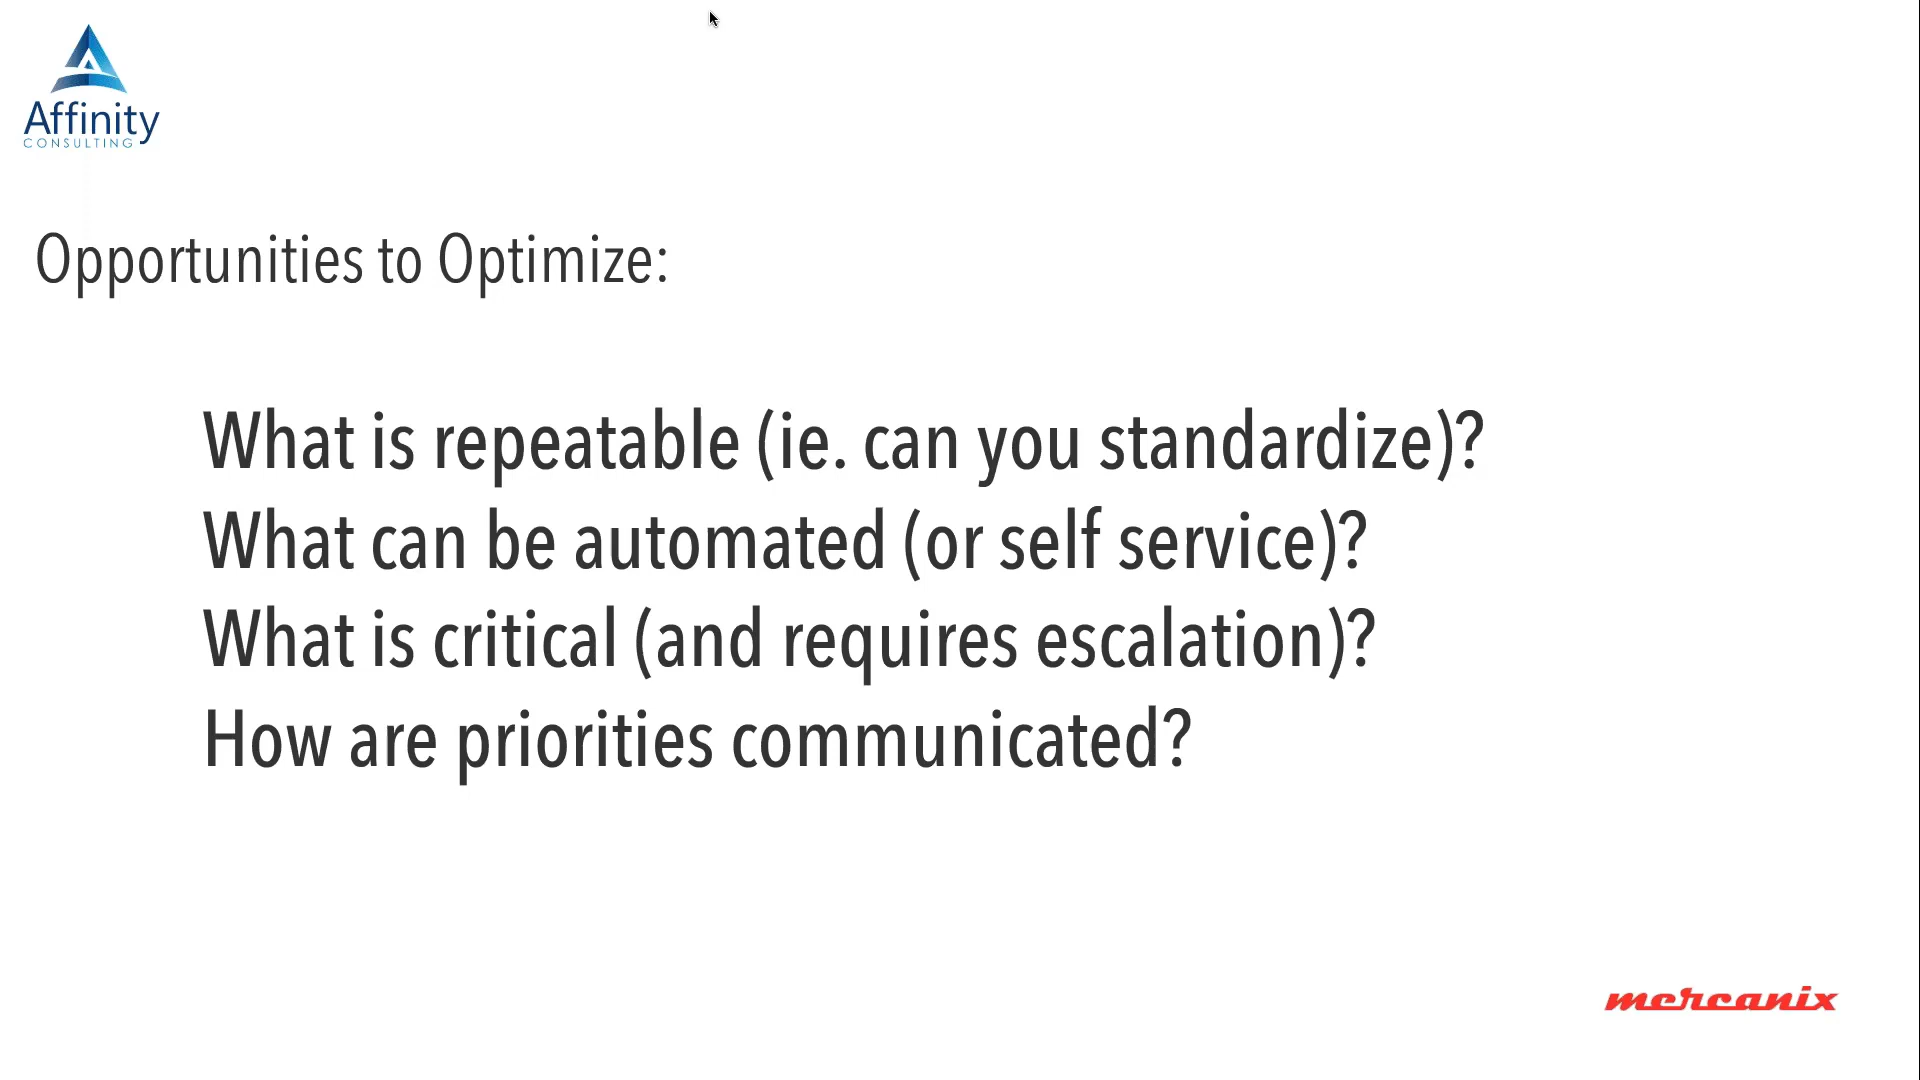 Affinity
CONSULTING
Opportunities to Optimize:
What is repeatable (ie. can you standardize)?
What can be automated (or self service)?
What is critical (and requires escalation)?
How are priorities communicated?
mercanix